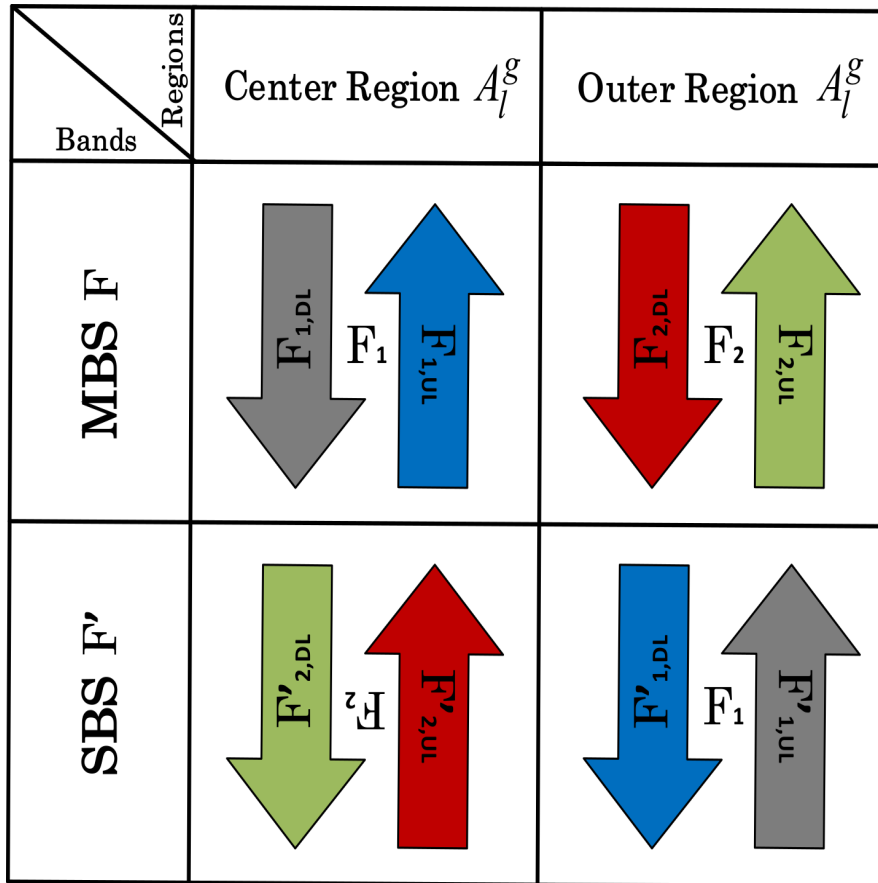 Regions
Bands
Center Region A_l^g
Outer Region A_l^g
MBS F
F1,DL
F1
F1,UL
F2,DL
F2
F2,UL
SBS F'
F'2,DL
F2
F'2,UL
F'1,DL
F1
F'1,UL